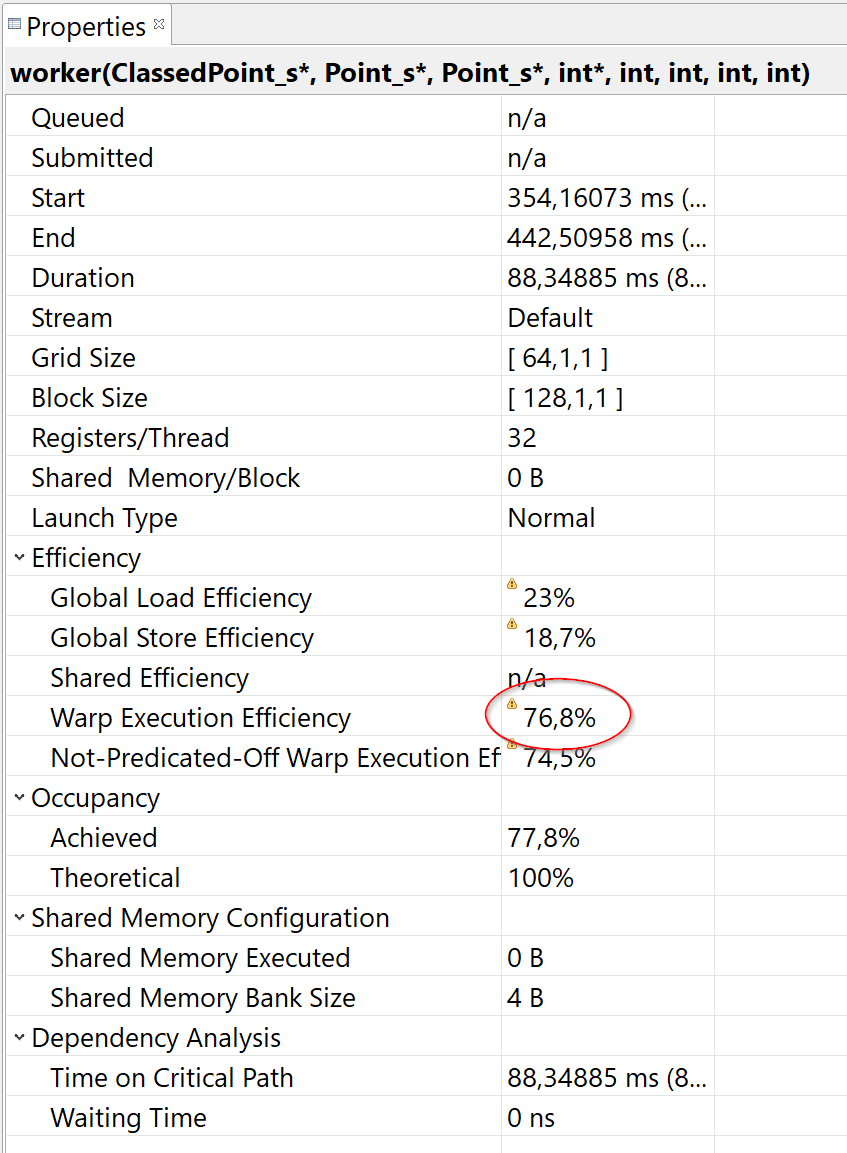 Properties
worker(ClassedPoint_s*, Point_s*, Point_s*, int*, int, int, int, int)
Queued n/a
Submitted n/a
Start 354,16073 ms (...
End 442,50958 ms (...
Duration 88,34885 ms (8...
Stream Default
Grid Size [ 64,1,1 ]
Block Size [ 128,1,1 ]
Registers/Thread 32
Shared Memory/Block 0 B
Launch Type Normal
Efficiency
Global Load Efficiency 23%
Global Store Efficiency 18,7%
Shared Efficiency n/a
Warp Execution Efficiency 76,8%
Not-Predicated-Off Warp Execution Ef 74,5%
Occupancy
Achieved 77,8%
Theoretical 100%
Shared Memory Configuration
Shared Memory Executed 0 B
Shared Memory Bank Size 4 B
Dependency Analysis
Time on Critical Path 88,34885 ms (8...
Waiting Time 0 ns